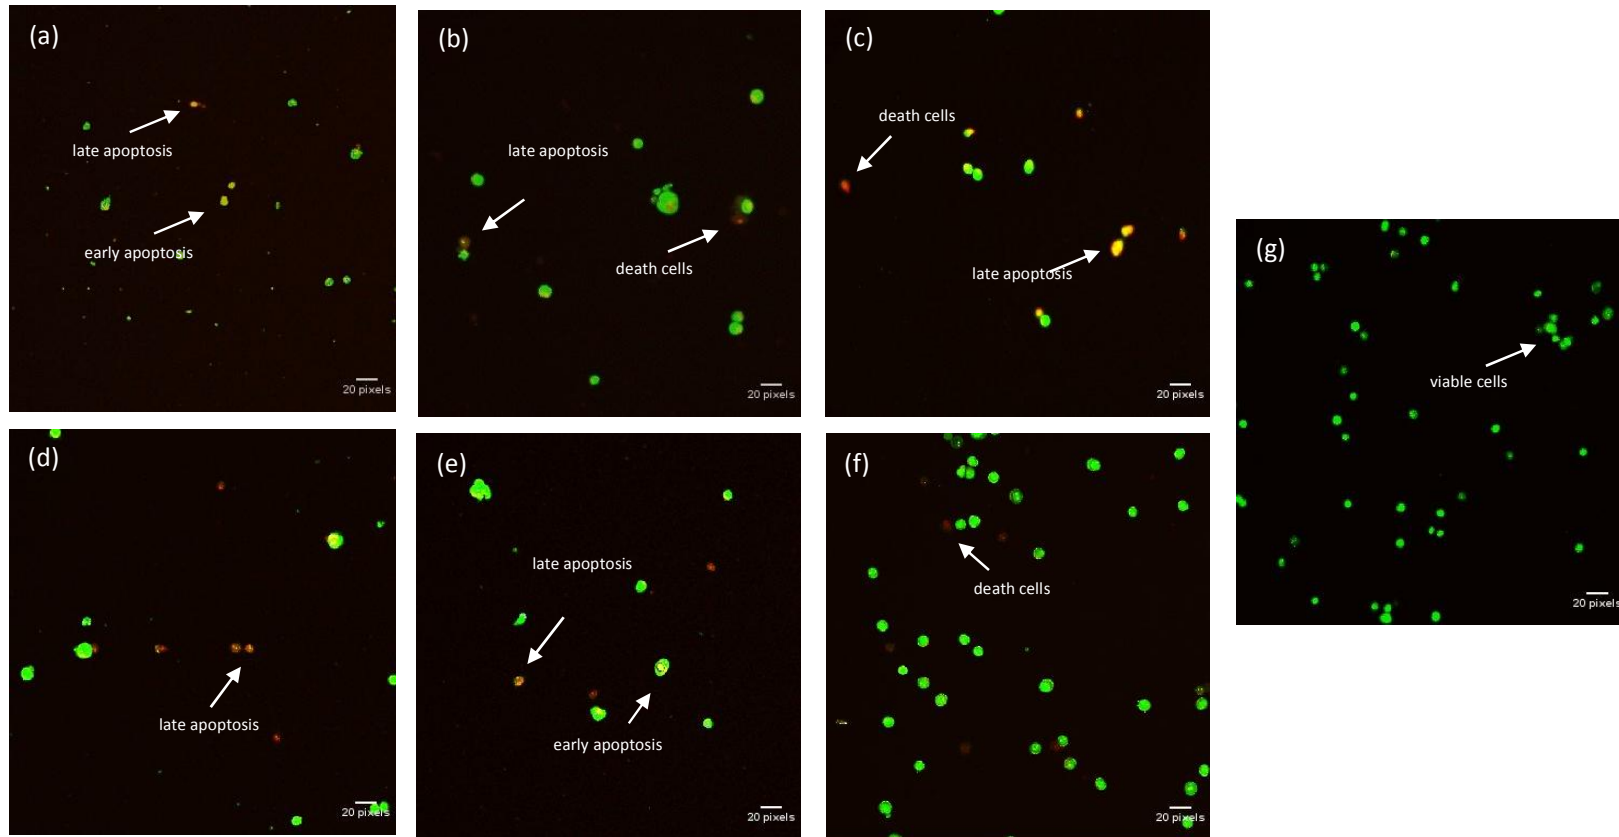 (a)
late apoptosis
early apoptosis
20 pixels
(b)
late apoptosis
death cells
20 pixels
(c)
death cells
late apoptosis
20 pixels
(d)
late apoptosis
20 pixels
(e)
late apoptosis
early apoptosis
20 pixels
(f)
death cells
20 pixels
(g)
viable cells
20 pixels